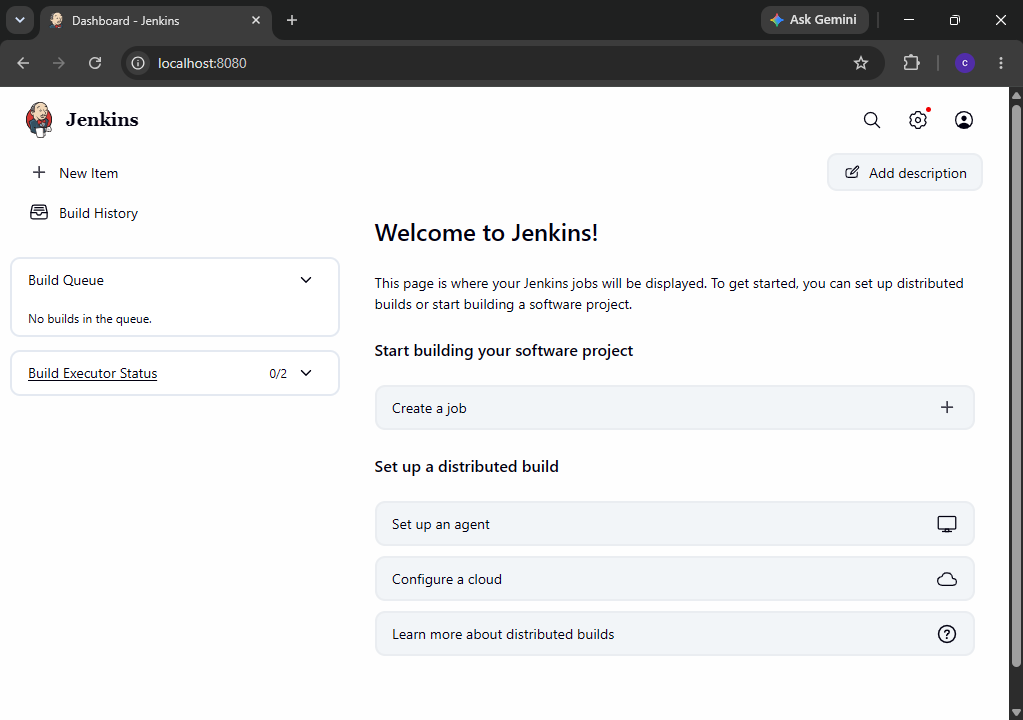 Dashboard - Jenkins
Ask Gemini
localhost:8080
C
Jenkins
New Item
Add description
Build History
Welcome to Jenkins!
Build Queue
This page is where your Jenkins jobs will be displayed. To get started, you can set up distributed
builds or start building a software project.
No builds in the queue.
Start building your software project
Build Executor Status 0/2
Create a job
Set up a distributed build
Set up an agent
Configure a cloud
Learn more about distributed builds